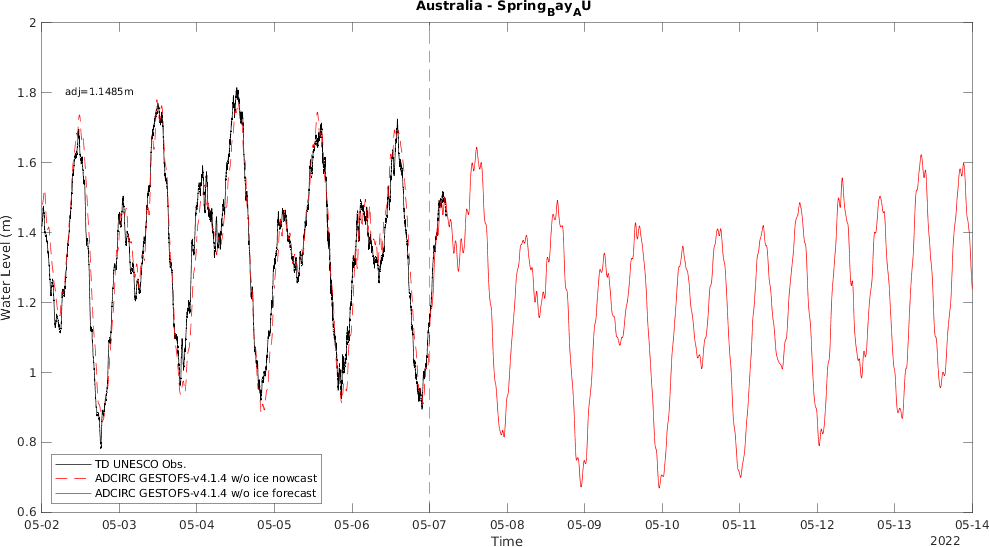 Australia - SpringBayAU
2
1.8
1.6
1.4
1.2
1
0.8
0.6
Water Level (m)
adj=1.1485m
TD UNESCO Obs.
ADCIRC GESTOFS-v4.1.4 w/o ice nowcast
ADCIRC GESTOFS-v4.1.4 w/o ice forecast
05-02 05-03 05-04 05-05 05-06 05-07 05-08 05-09 05-10 05-11 05-12 05-13 05-14
Time
2022